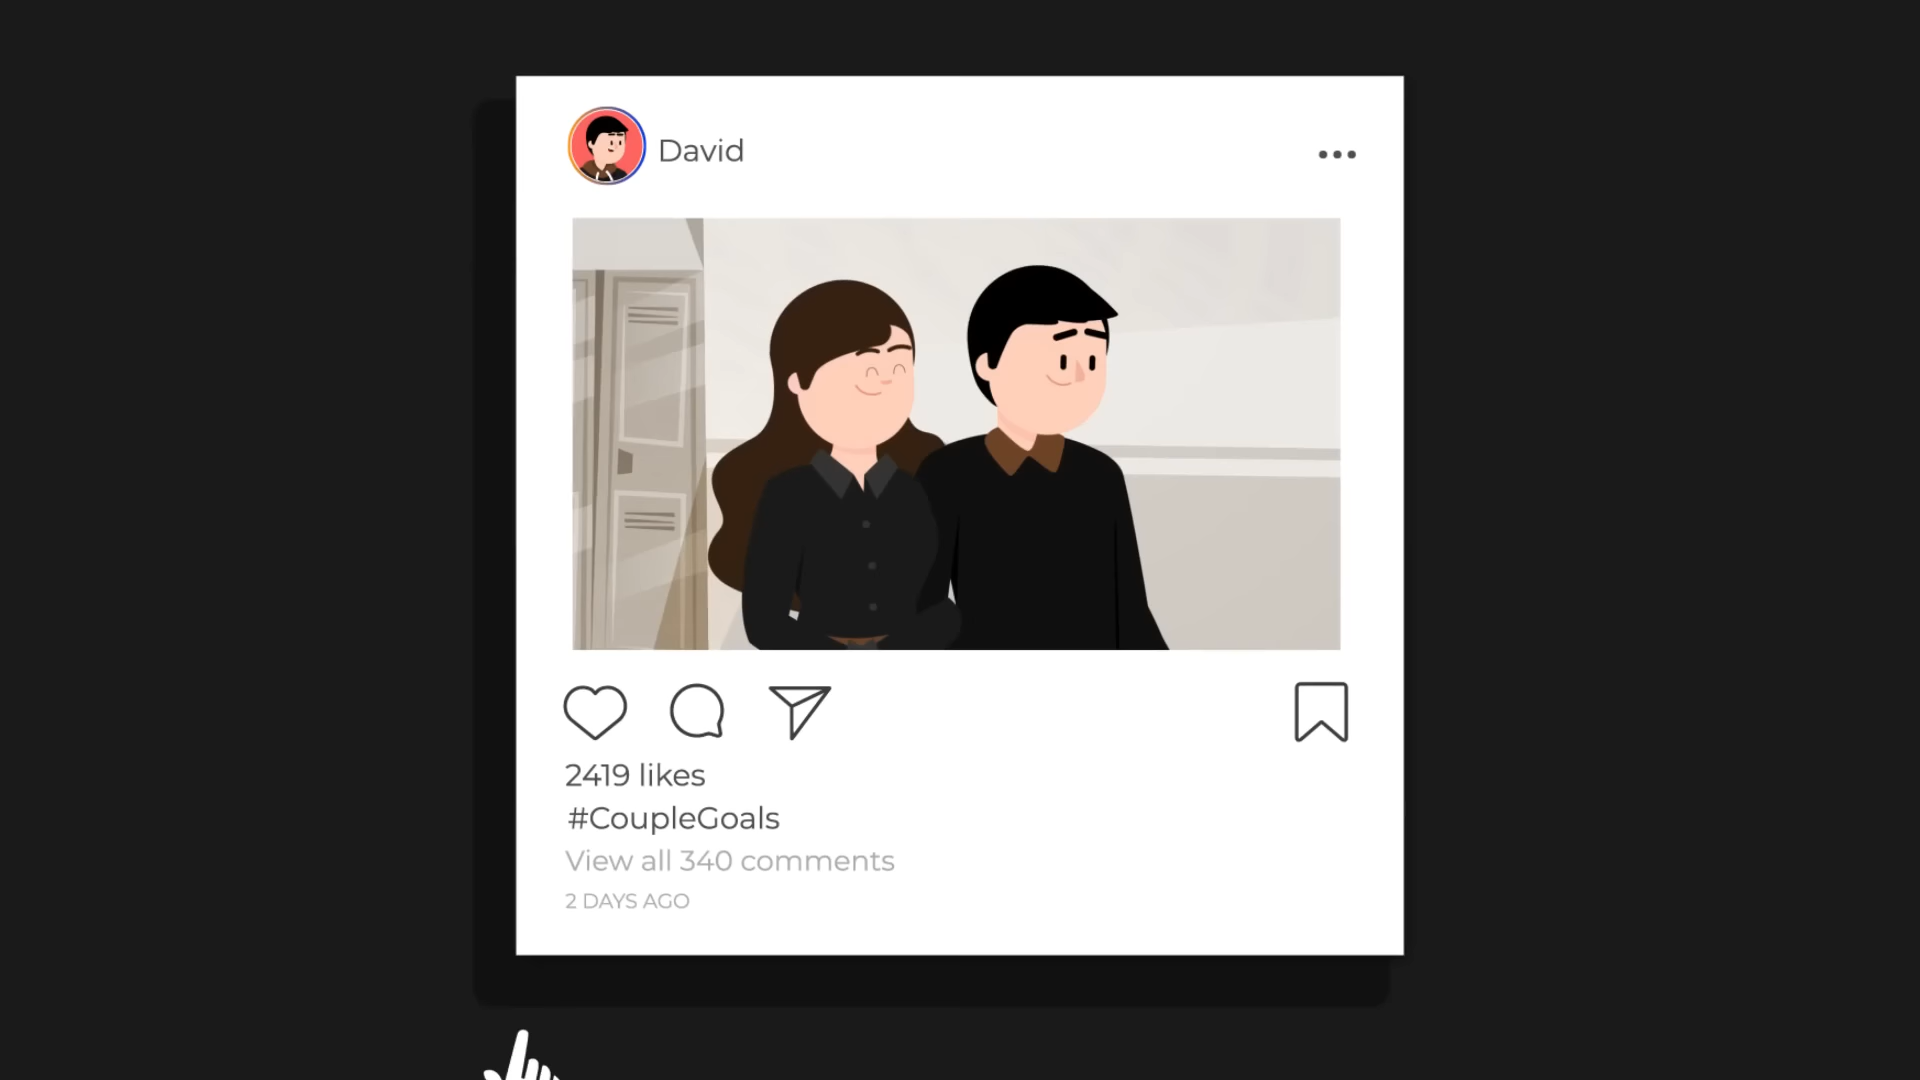 David
2419 likes
#CoupleGoals
View all 340 comments
2 DAYS AGO